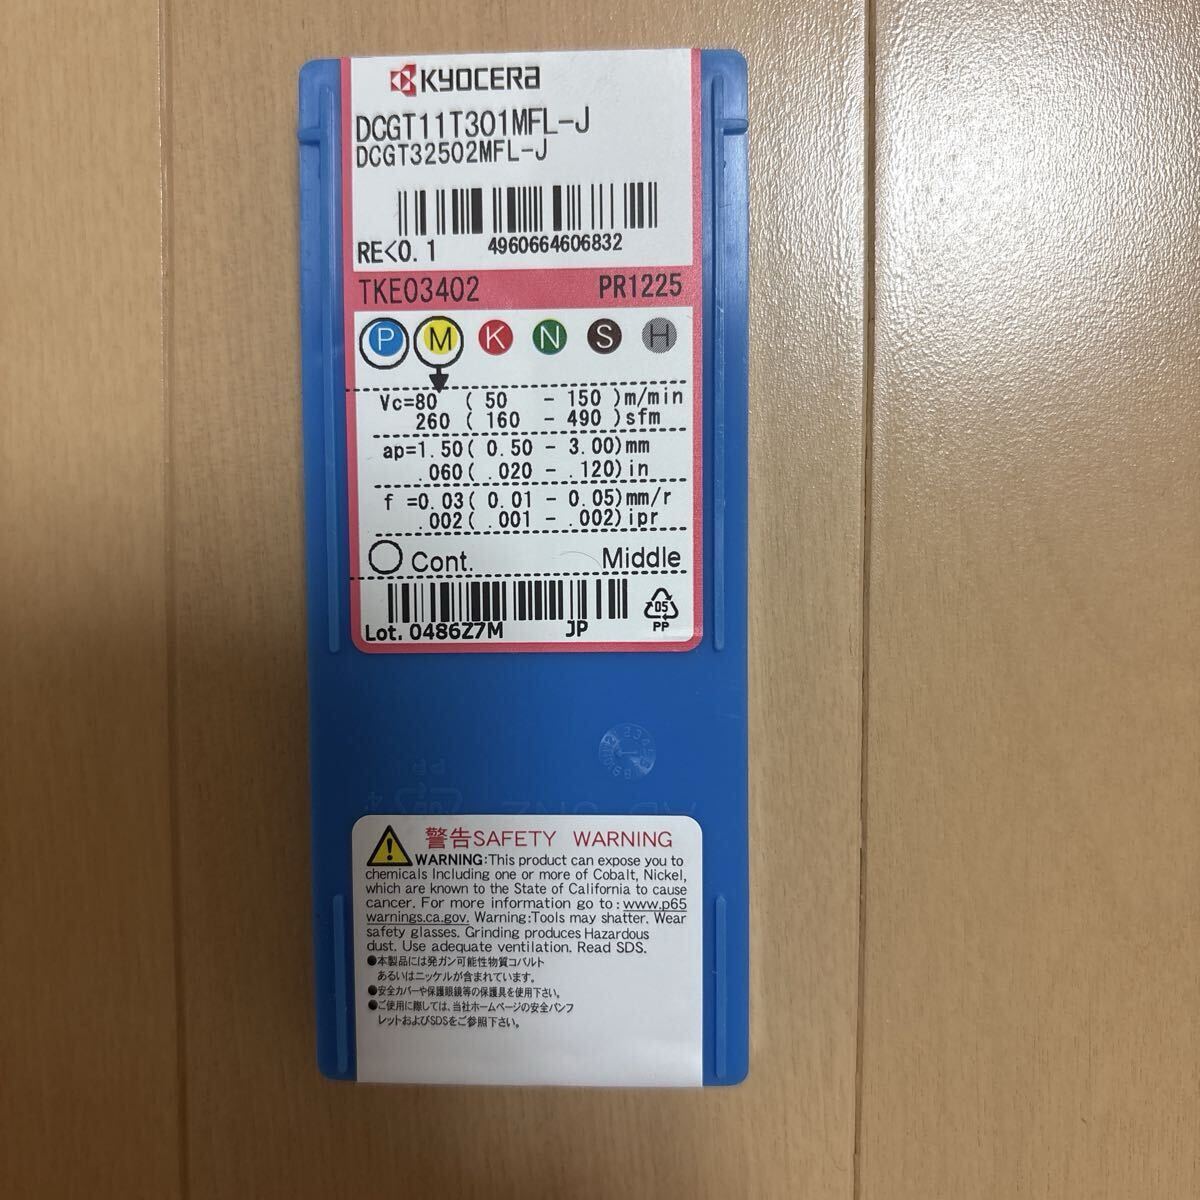 KYOCERA
DCGT11T301MFL-J
DCGT32502MFL-J
RE<0.1 4960664606832
TKE03402 PR1225
P M K N S H
Vc=80 ( 50 - 150 )m/min
260 ( 160 - 490 )sfm
ap=1.50( 0.50 - 3.00)mm
.060( .020 - .120)in
f =0.03( 0.01 - 0.05)mm/r
.002( .001 - .002)ipr
Cont. Middle
Lot. 0486Z7M JP
05
PP
警告SAFETY WARNING
WARNING:This product can expose you to
chemicals Including one or more of Cobalt, Nickel,
which are known to the State of California to cause
cancer. For more information go to : www.p65
warnings.ca.gov. Warning:Tools may shatter. Wear
safety glasses. Grinding produces Hazardous
dust. Use adequate ventilation. Read SDS.
●本製品には発ガン可能性物質コバルト
あるいはニッケルが含まれています。
●安全カバーや保護眼鏡等の保護具を使用下さい。
●ご使用に際しては、当社ホームページの安全パンフ
レットおよびSDSをご参照下さい。